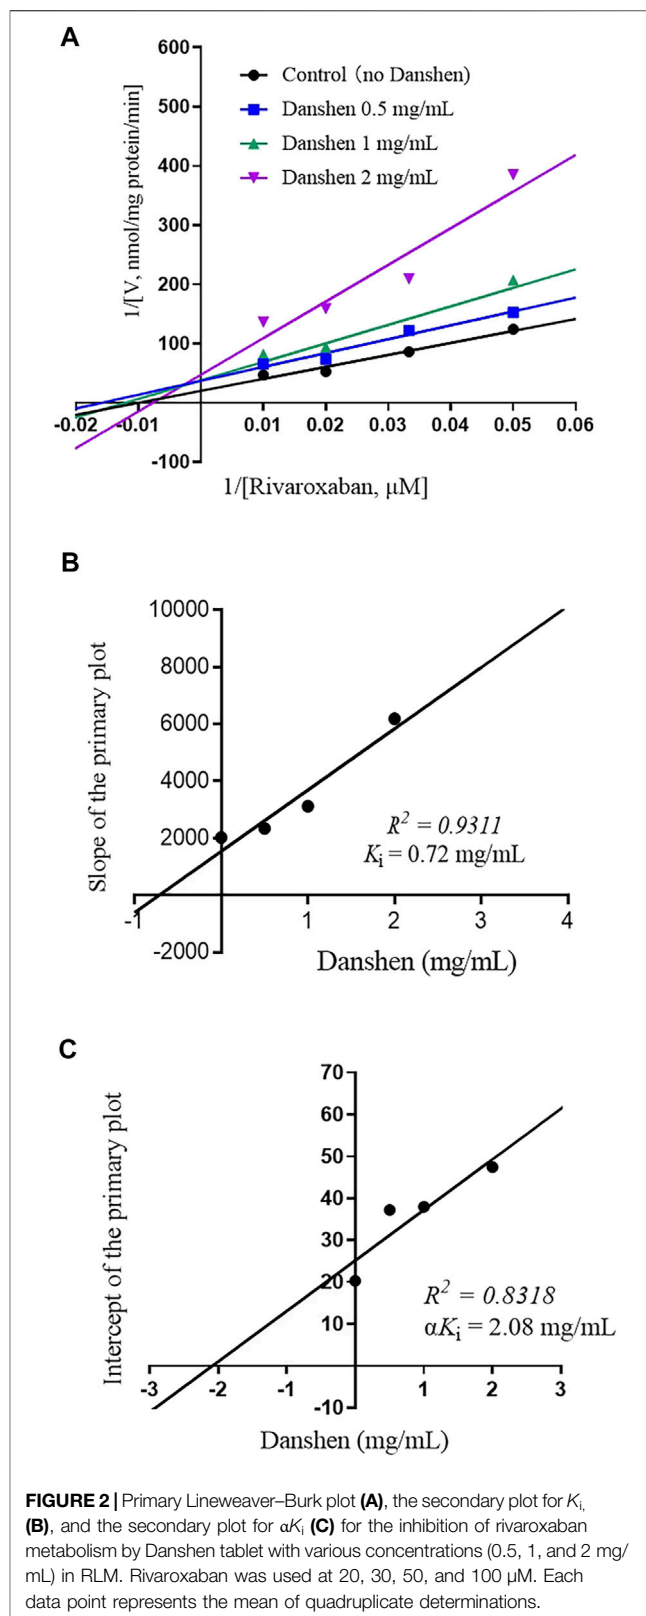 A
600
500
400
300
200
100
-100
-0.02
-0.01
0.01
0.02
0.03
0.04
0.05
0.06
1/[V, nmol/mg protein/min]
Control (no Danshen)
Danshen 0.5 mg/mL
Danshen 1 mg/mL
Danshen 2 mg/mL
1/[Rivaroxaban, μM]
B
10000
8000
6000
4000
2000
-2000
-1
1
2
3
4
Slope of the primary plot
R² = 0.9311
Ki = 0.72 mg/mL
Danshen (mg/mL)
C
70
60
50
40
30
20
10
-10
-3
-2
-1
1
2
3
Intercept of the primary plot
R² = 0.8318
αKi = 2.08 mg/mL
Danshen (mg/mL)
FIGURE 2 | Primary Lineweaver–Burk plot (A), the secondary plot for Ki,
(B), and the secondary plot for αKi (C) for the inhibition of rivaroxaban
metabolism by Danshen tablet with various concentrations (0.5, 1, and 2 mg/
mL) in RLM. Rivaroxaban was used at 20, 30, 50, and 100 μM. Each
data point represents the mean of quadruplicate determinations.